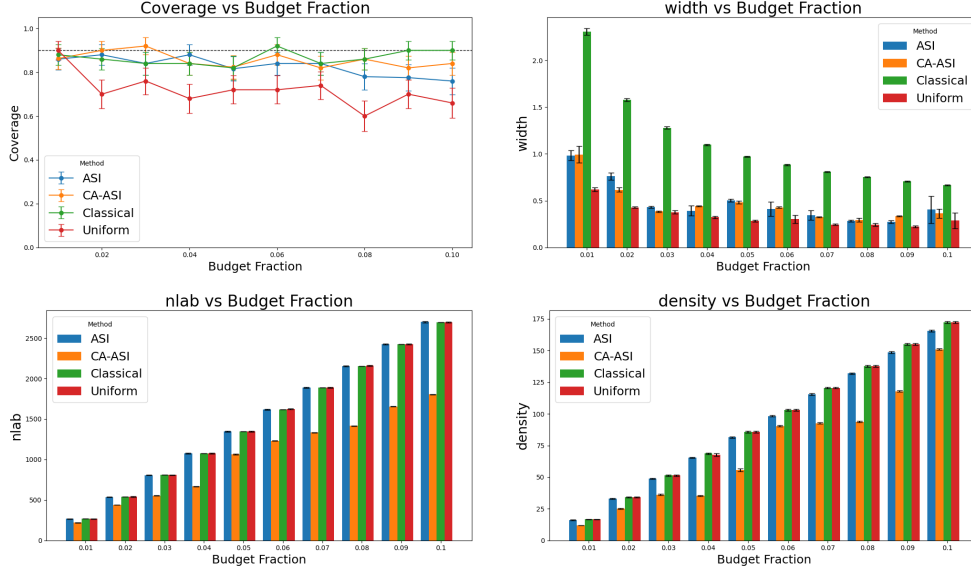 Coverage vs Budget Fraction
1.0
0.8
0.6
0.4
0.2
0.0
Coverage
Method
ASI
CA-ASI
Classical
Uniform
0.02
0.04
0.06
0.08
0.10
Budget Fraction
width vs Budget Fraction
2.0
1.5
1.0
0.5
0.0
width
Method
ASI
CA-ASI
Classical
Uniform
0.01
0.02
0.03
0.04
0.05
0.06
0.07
0.08
0.09
0.1
Budget Fraction
nlab vs Budget Fraction
2500
2000
1500
1000
500
0
nlab
Method
ASI
CA-ASI
Classical
Uniform
0.01
0.02
0.03
0.04
0.05
0.06
0.07
0.08
0.09
0.1
Budget Fraction
density vs Budget Fraction
175
150
125
100
75
50
25
0
density
Method
ASI
CA-ASI
Classical
Uniform
0.01
0.02
0.03
0.04
0.05
0.06
0.07
0.08
0.09
0.1
Budget Fraction